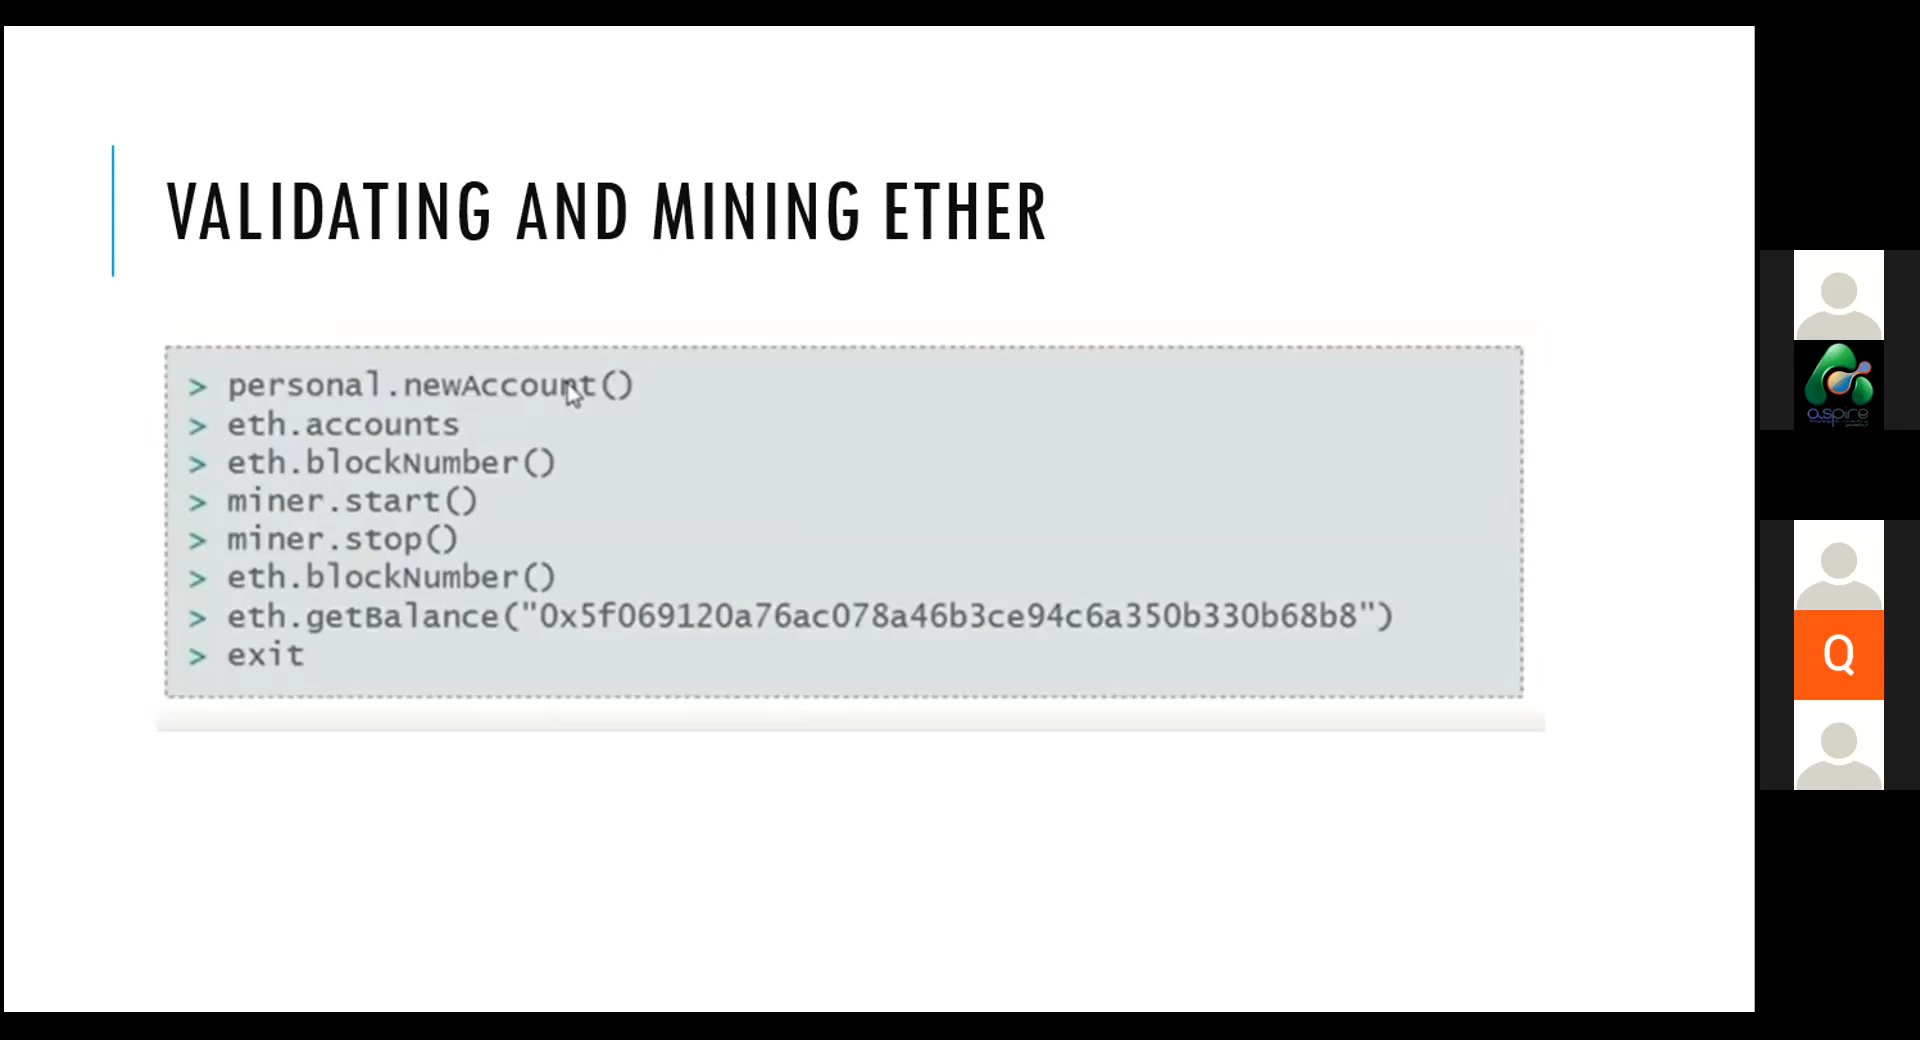 VALIDATING AND MINING ETHER
> personal.newAccount()
> eth.accounts
> eth.blockNumber()
> miner.start()
> miner.stop()
> eth.blockNumber()
> eth.getBalance("0x5f069120a76ac078a46b3ce94c6a350b330b68b8")
> exit
aspire
Q